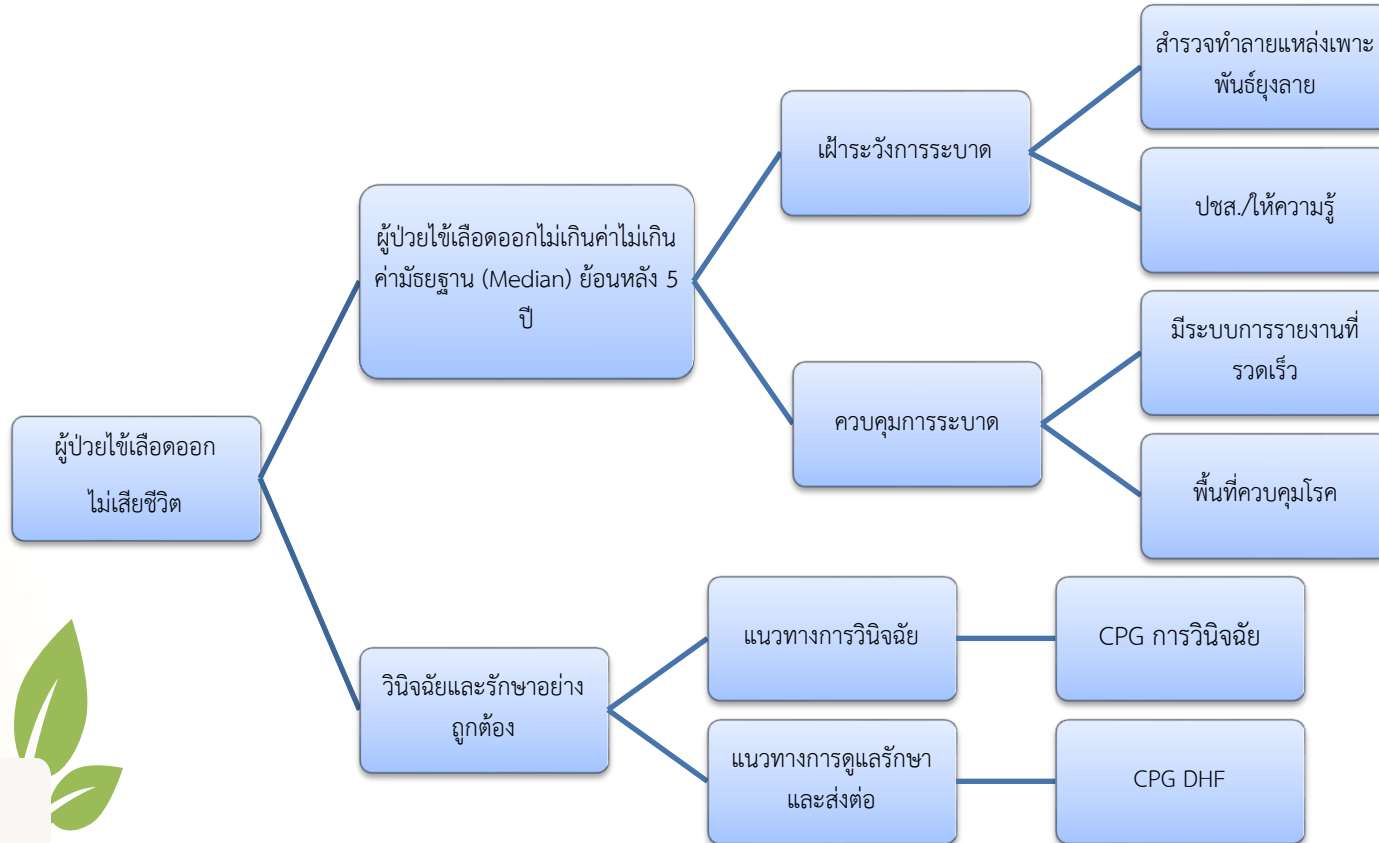 สำรวจทำลายแหล่งเพาะ
พันธ์ยุงลาย
เฝ้าระวังการระบาด
ปชส./ให้ความรู้
ผู้ป่วยไข้เลือดออกไม่เกินค่าไม่เกิน
ค่ามัธยฐาน (Median) ย้อนหลัง 5
ปี
มีระบบการรายงานที่
รวดเร็ว
ควบคุมการระบาด
พื้นที่ควบคุมโรค
ผู้ป่วยไข้เลือดออก
ไม่เสียชีวิต
แนวทางการวินิจฉัย
CPG การวินิจฉัย
วินิจฉัยและรักษาอย่าง
ถูกต้อง
แนวทางการดูแลรักษา
และส่งต่อ
CPG DHF